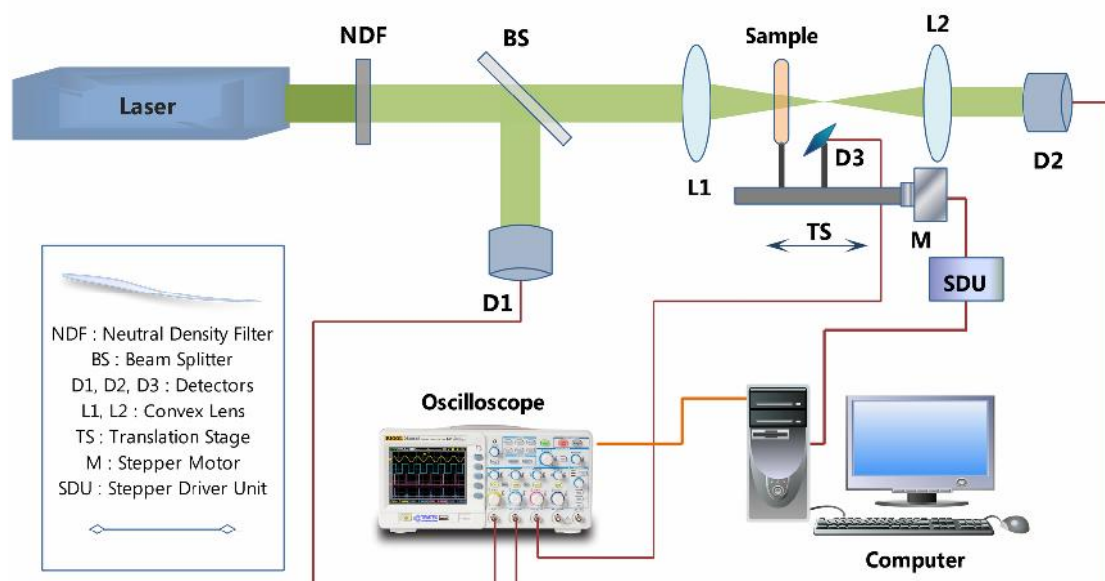 NDF
BS
Sample
L2
Laser
D3
L1
D2
TS
M
D1
SDU
NDF : Neutral Density Filter
BS : Beam Splitter
D1, D2, D3 : Detectors
L1, L2 : Convex Lens
TS : Translation Stage
M : Stepper Motor
SDU : Stepper Driver Unit
Oscilloscope
RIGOL
Computer